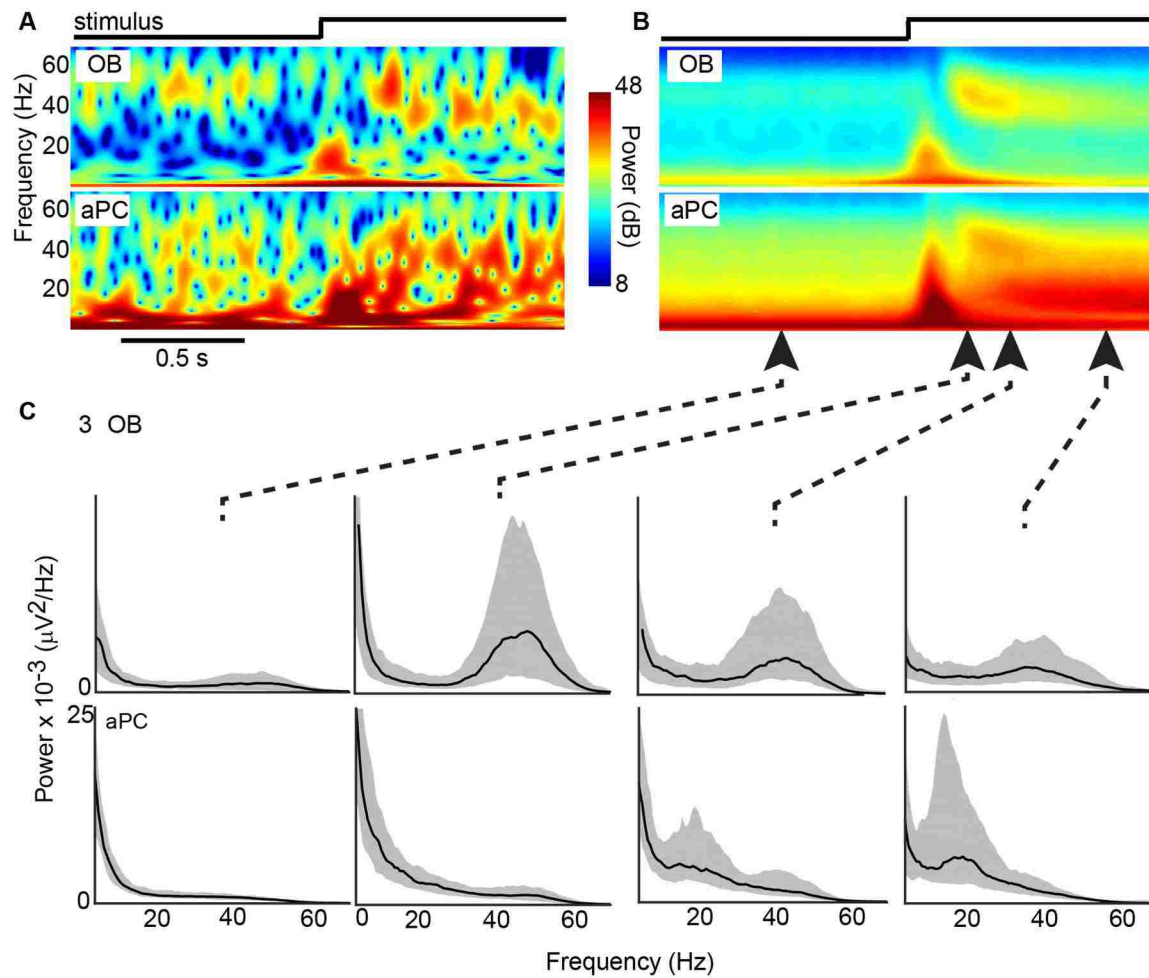 A
stimulus
OB
60
40
20
aPC
60
40
20
Frequency (Hz)
0.5 s
48
Power (dB)
8
B
OB
aPC
C
3 OB
0
25
aPC
0
Power x 10⁻³ (µV²/Hz)
20 40 60
0 20 40 60
20 40 60
20 40 60
Frequency (Hz)